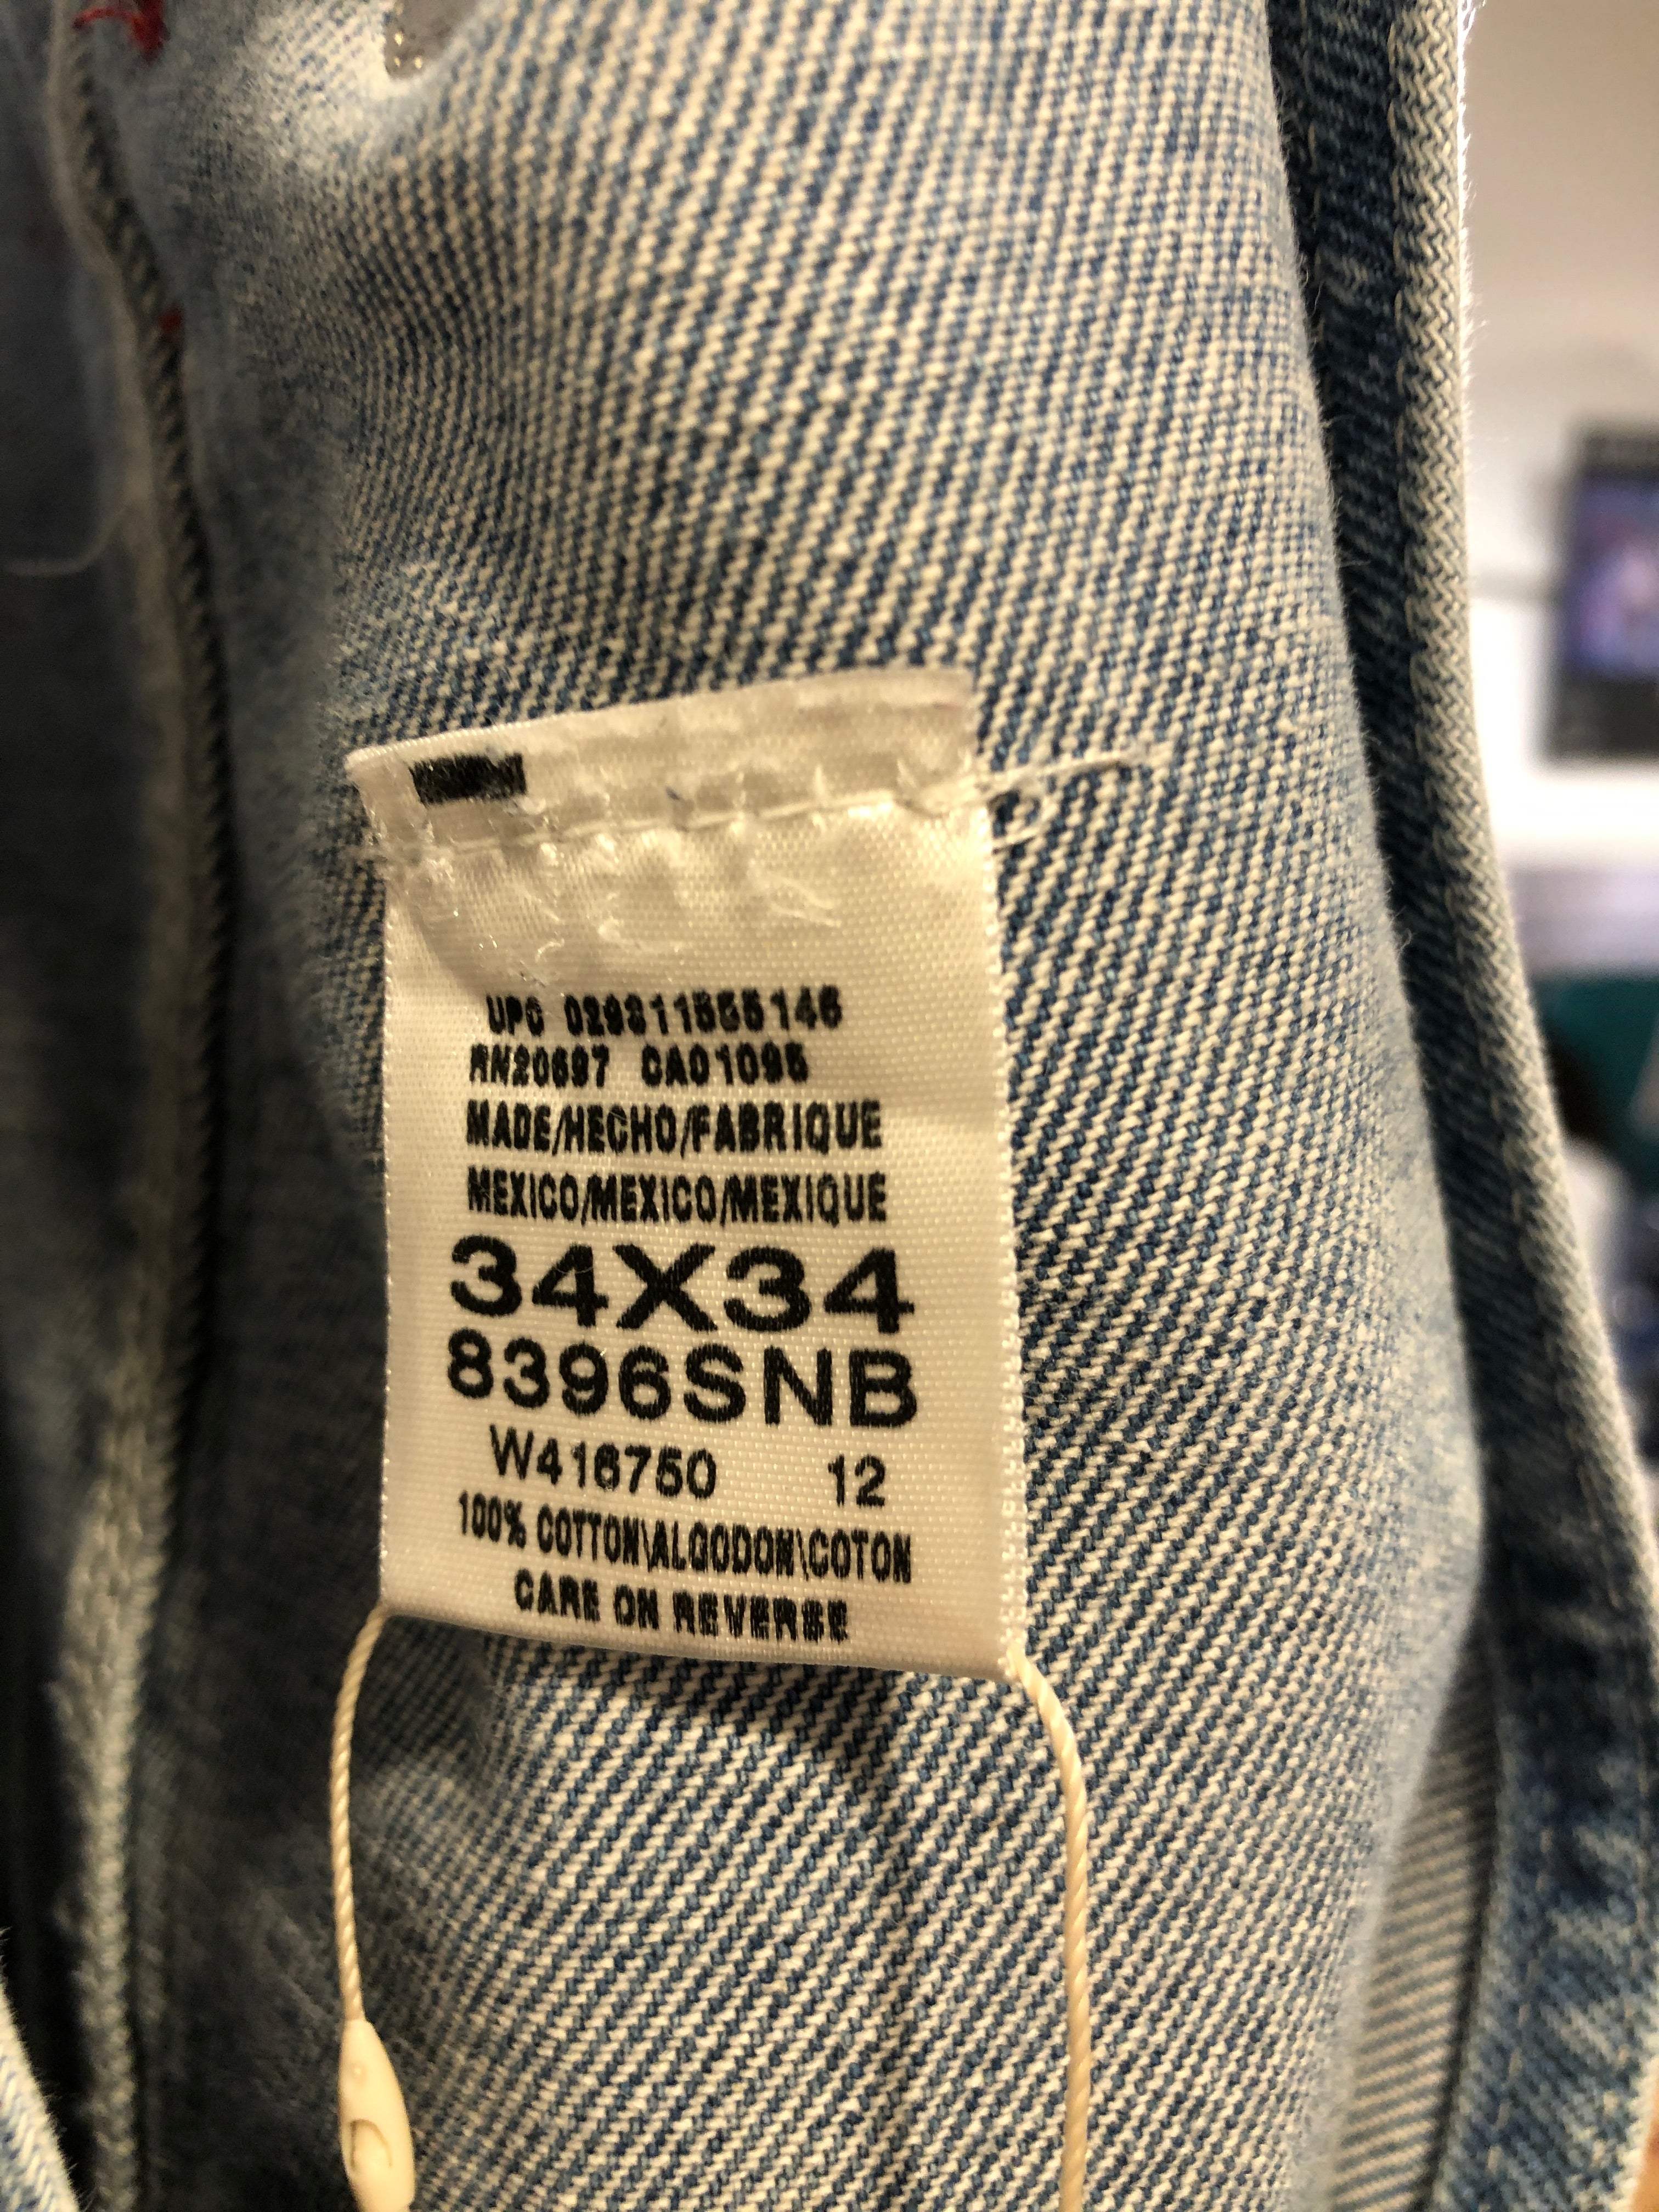 UPC 029311555146
RN20697 CA01095
MADE/HECHO/FABRIQUE
MEXICO/MEXICO/MEXIQUE
34X34
8396SNB
W416750 12
100% COTTON\ALGODON\COTON
CARE ON REVERSE